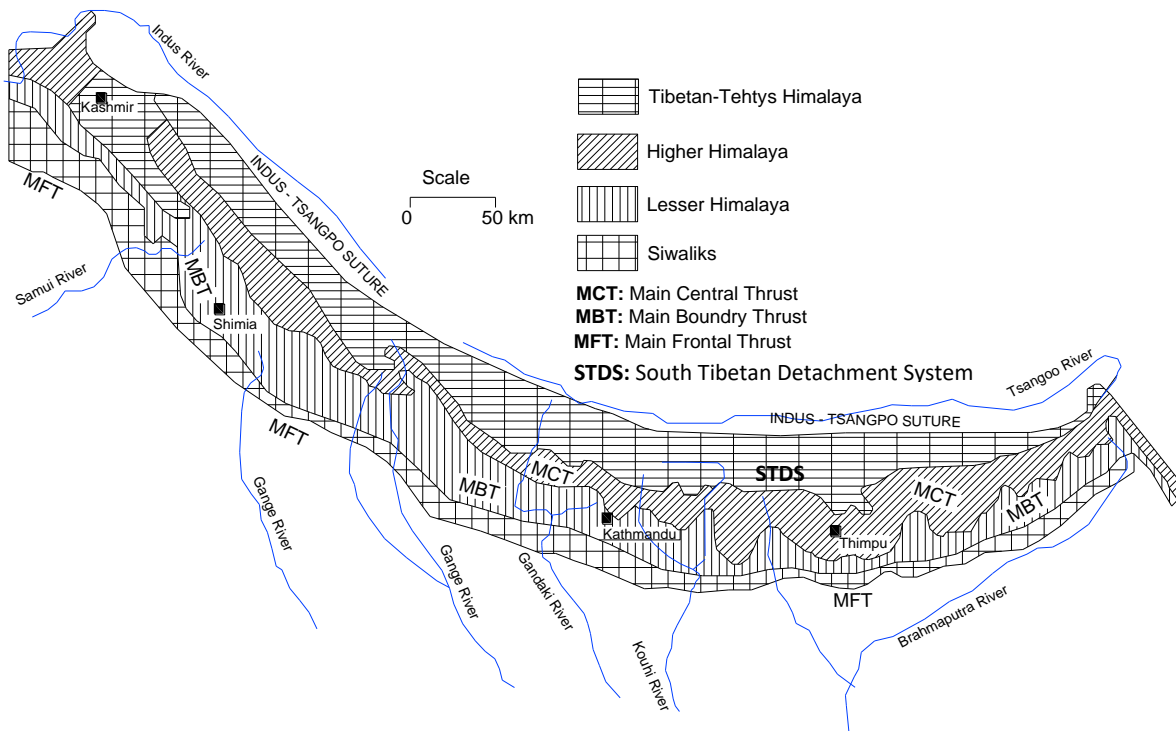 Indus River
Kashmir
MFT
INDUS - TSANGPO SUTURE
Samui River
MBT
Shimia
MFT
Gange River
Gange River
MBT
MCT
Gandaki River
Kathmandu
Kouhi River
STDS
INDUS - TSANGPO SUTURE
Tsangoo River
MCT
MBT
Thimpu
MFT
Brahmaputra River
Scale
0 50 km
Tibetan-Tehtys Himalaya
Higher Himalaya
Lesser Himalaya
Siwaliks
MCT: Main Central Thrust
MBT: Main Boundry Thrust
MFT: Main Frontal Thrust
STDS: South Tibetan Detachment System